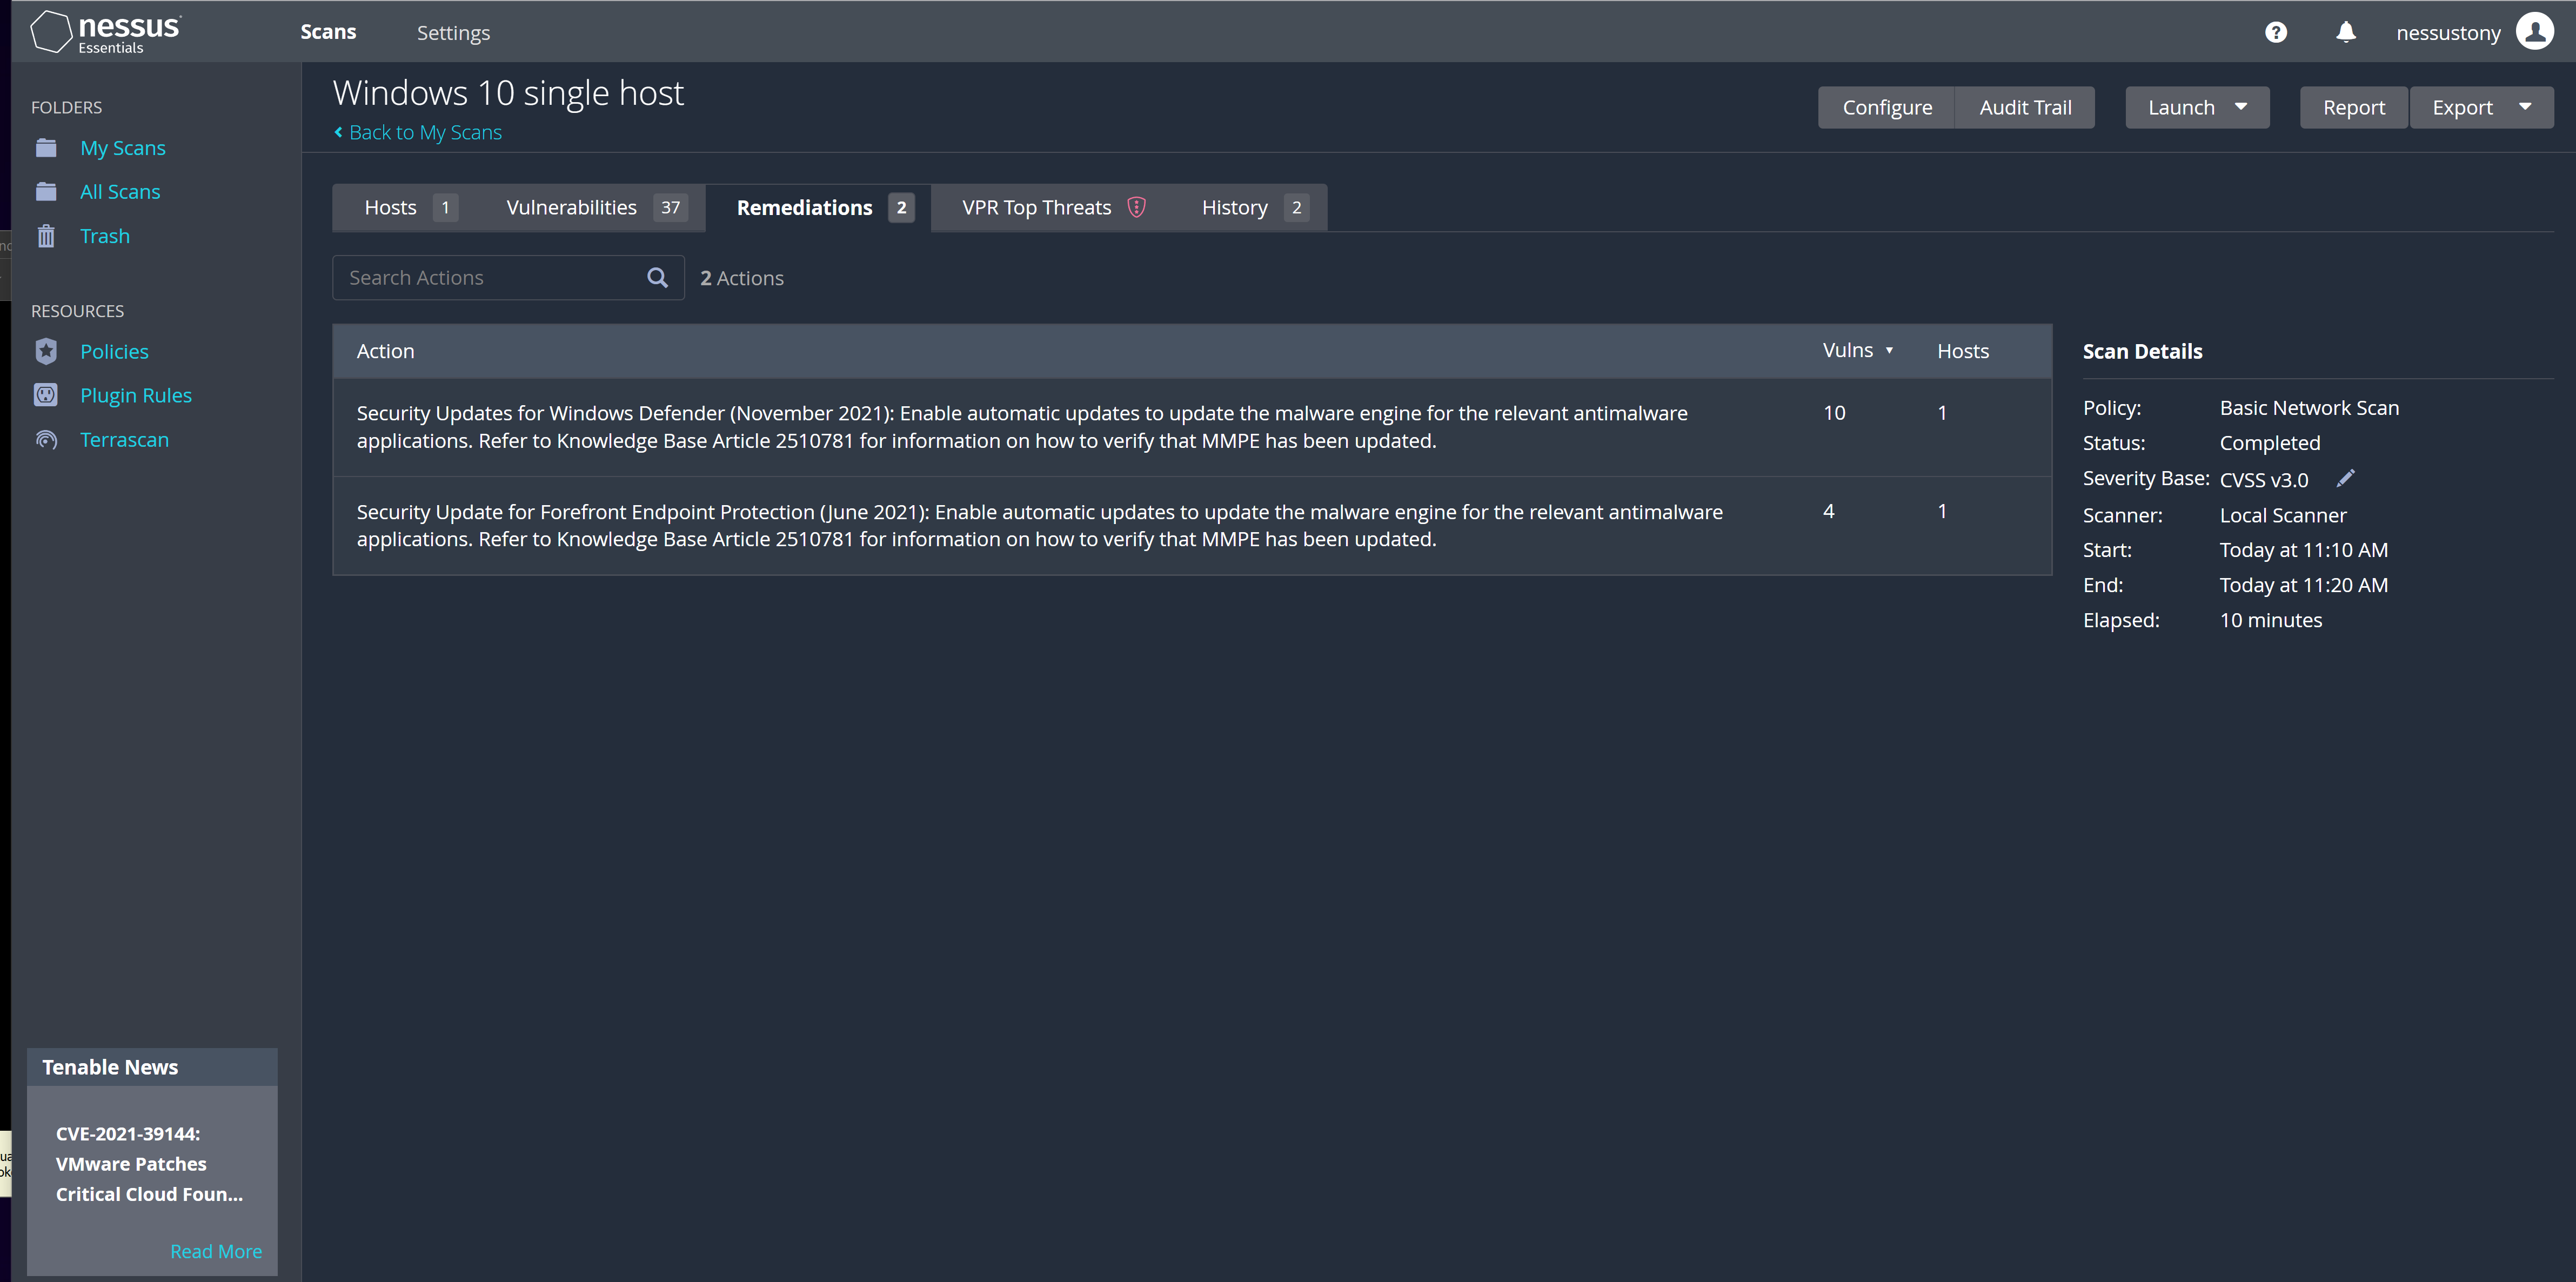 nessus
Essentials
Scans
Settings
nessustony
FOLDERS
My Scans
All Scans
Trash
RESOURCES
Policies
Plugin Rules
Terrascan
Tenable News
CVE-2021-39144:
VMware Patches
Critical Cloud Foun...
Read More
Windows 10 single host
Back to My Scans
Configure
Audit Trail
Launch
Report
Export
Hosts 1
Vulnerabilities 37
Remediations 2
VPR Top Threats
History 2
Search Actions
2 Actions
Action Vulns Hosts
Security Updates for Windows Defender (November 2021): Enable automatic updates to update the malware engine for the relevant antimalware 10 1
applications. Refer to Knowledge Base Article 2510781 for information on how to verify that MMPE has been updated.
Security Update for Forefront Endpoint Protection (June 2021): Enable automatic updates to update the malware engine for the relevant antimalware 4 1
applications. Refer to Knowledge Base Article 2510781 for information on how to verify that MMPE has been updated.
Scan Details
Policy: Basic Network Scan
Status: Completed
Severity Base: CVSS v3.0
Scanner: Local Scanner
Start: Today at 11:10 AM
End: Today at 11:20 AM
Elapsed: 10 minutes